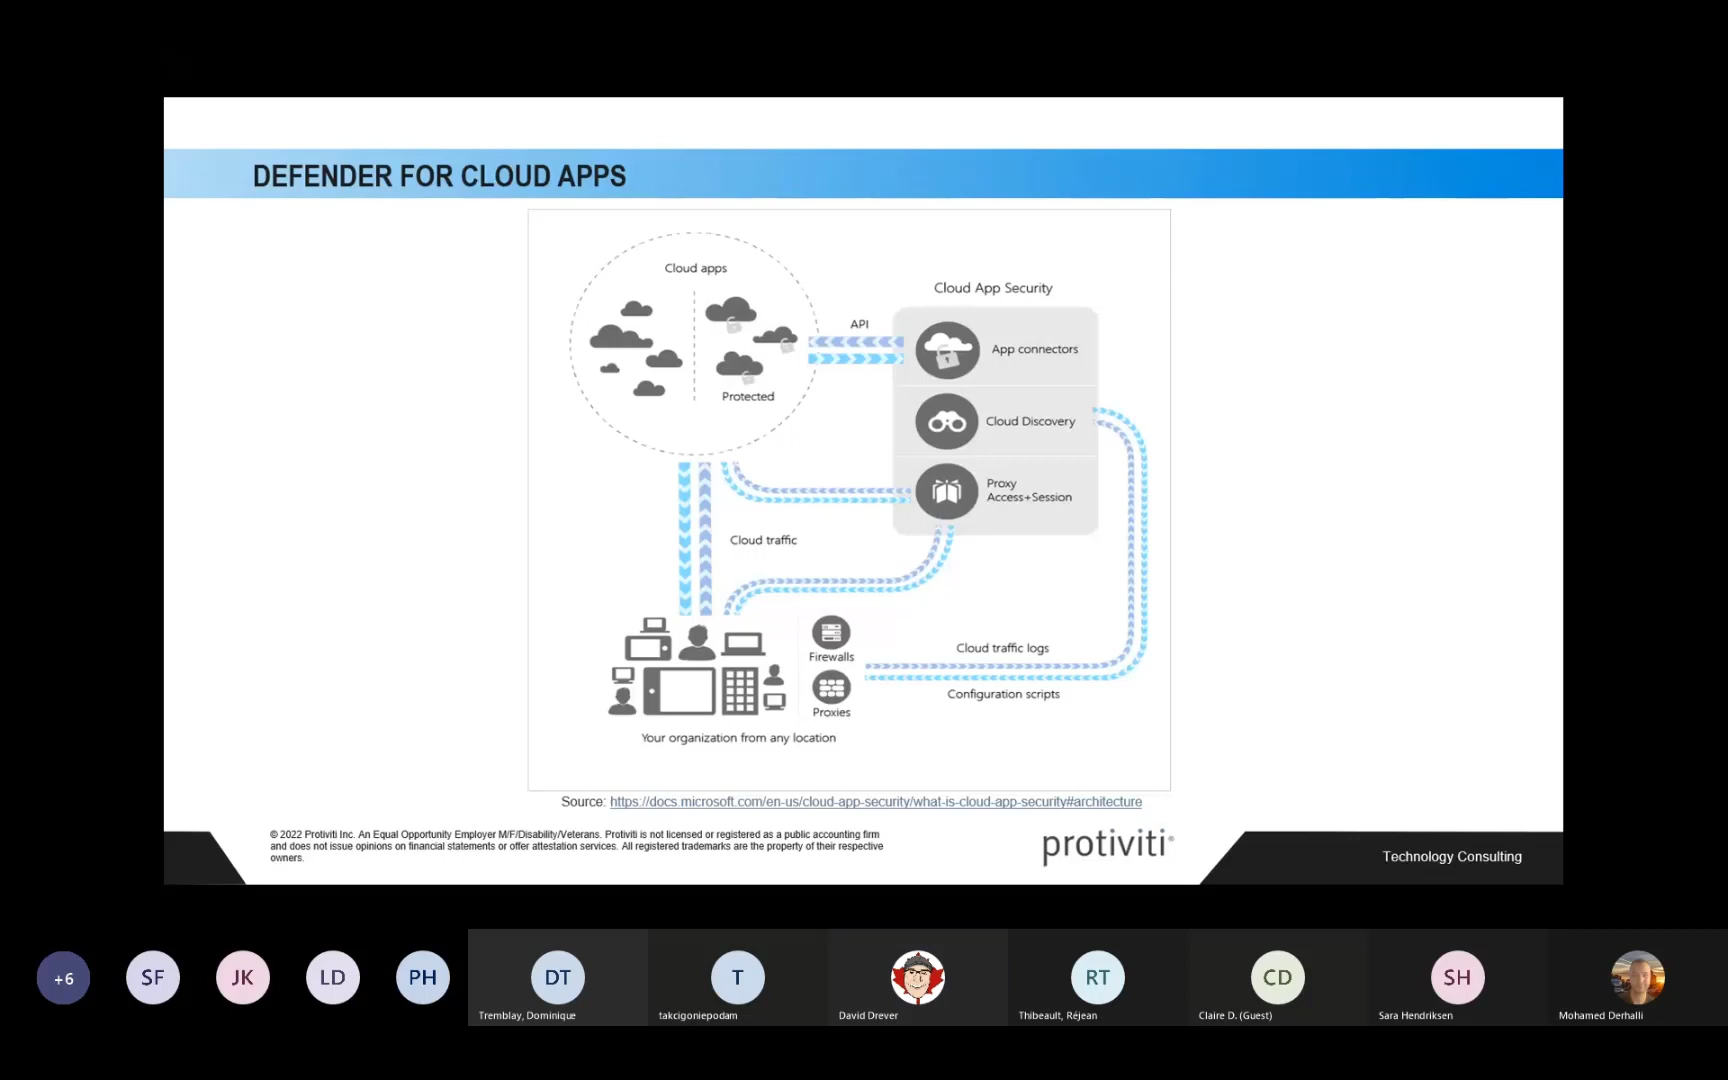 DEFENDER FOR CLOUD APPS
Cloud apps
Protected
API
Cloud App Security
App connectors
Cloud Discovery
Proxy
Access+Session
Cloud traffic
Firewalls
Proxies
Cloud traffic logs
Configuration scripts
Your organization from any location
Source: https://docs.microsoft.com/en-us/cloud-app-security/what-is-cloud-app-security#architecture
© 2022 Protiviti Inc. An Equal Opportunity Employer M/F/Disability/Veterans. Protiviti is not licensed or registered as a public accounting firm
and does not issue opinions on financial statements or offer attestation services. All registered trademarks are the property of their respective
owners.
protiviti®
Technology Consulting
+6
SF
JK
LD
PH
DT
Tremblay, Dominique
T
takcigoniepodam
David Drever
RT
Thibeault, Réjean
CD
Claire D. (Guest)
SH
Sara Hendriksen
Mohamed Derhalli